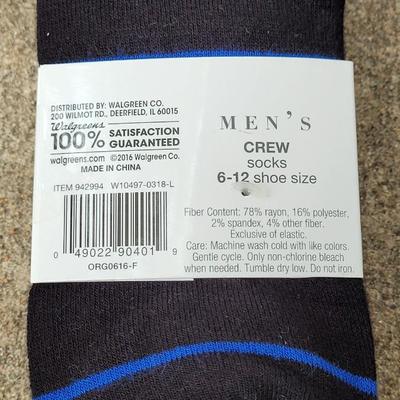 DISTRIBUTED BY: WALGREEN CO.
200 WILMOT RD., DEERFIELD, IL 60015
Walgreens
100% SATISFACTION GUARANTEED
walgreens.com ©2016 Walgreen Co.
MADE IN CHINA
ITEM 942994 W10497-0318-L
0 49022 90401 9
ORG0616-F
MEN'S
CREW
socks
6-12 shoe size
Fiber Content: 78% rayon, 16% polyester,
2% spandex, 4% other fiber.
Exclusive of elastic.
Care: Machine wash cold with like colors.
Gentle cycle. Only non-chlorine bleach
when needed. Tumble dry low. Do not iron.